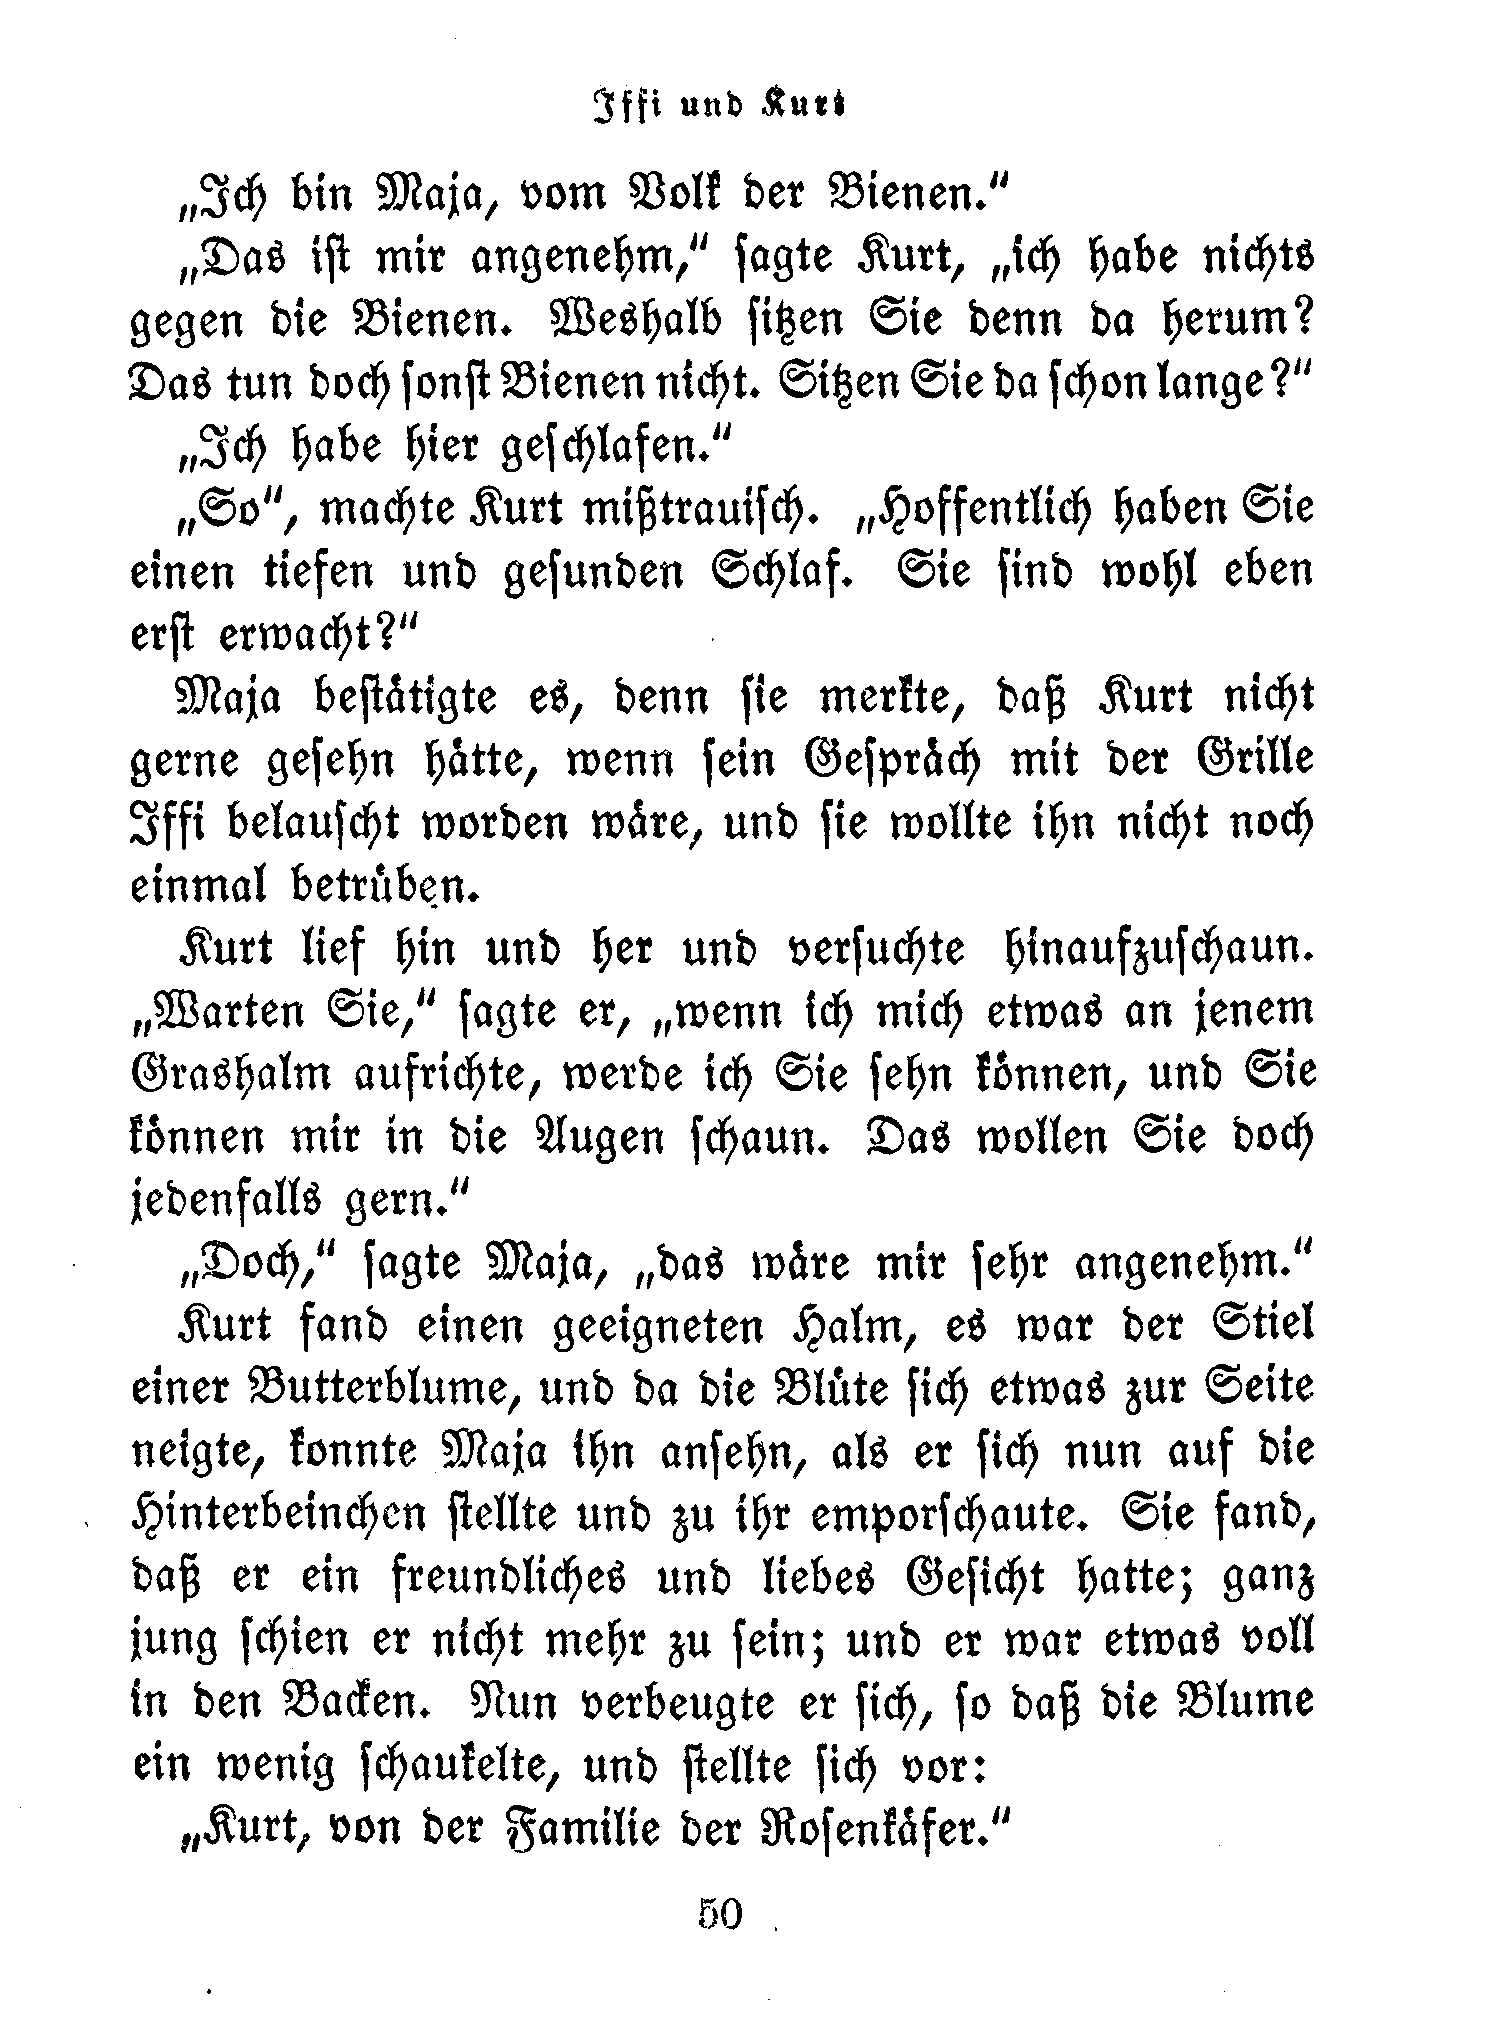 Iffi und Kurt
„Ich bin Maja, vom Volk der Bienen.“
„Das ist mir angenehm,“ sagte Kurt, „ich habe nichts
gegen die Bienen. Weshalb sitzen Sie denn da herum?
Das tun doch sonst Bienen nicht. Sitzen Sie da schon lange?“
„Ich habe hier geschlafen.“
„So“, machte Kurt mißtrauisch. „Hoffentlich haben Sie
einen tiefen und gesunden Schlaf. Sie sind wohl eben
erst erwacht?“
Maja bestätigte es, denn sie merkte, daß Kurt nicht
gerne gesehn hätte, wenn sein Gespräch mit der Grille
Iffi belauscht worden wäre, und sie wollte ihn nicht noch
einmal betrüben.
Kurt lief hin und her und versuchte hinaufzuschaun.
„Warten Sie,“ sagte er, „wenn ich mich etwas an jenem
Grashalm aufrichte, werde ich Sie sehn können, und Sie
können mir in die Augen schaun. Das wollen Sie doch
jedenfalls gern.“
„Doch,“ sagte Maja, „das wäre mir sehr angenehm.“
Kurt fand einen geeigneten Halm, es war der Stiel
einer Butterblume, und da die Blüte sich etwas zur Seite
neigte, konnte Maja ihn ansehn, als er sich nun auf die
Hinterbeinchen stellte und zu ihr emporschaute. Sie fand,
daß er ein freundliches und liebes Gesicht hatte; ganz
jung schien er nicht mehr zu sein; und er war etwas voll
in den Backen. Nun verbeugte er sich, so daß die Blume
ein wenig schaukelte, und stellte sich vor:
„Kurt, von der Familie der Rosenkäfer.“
50